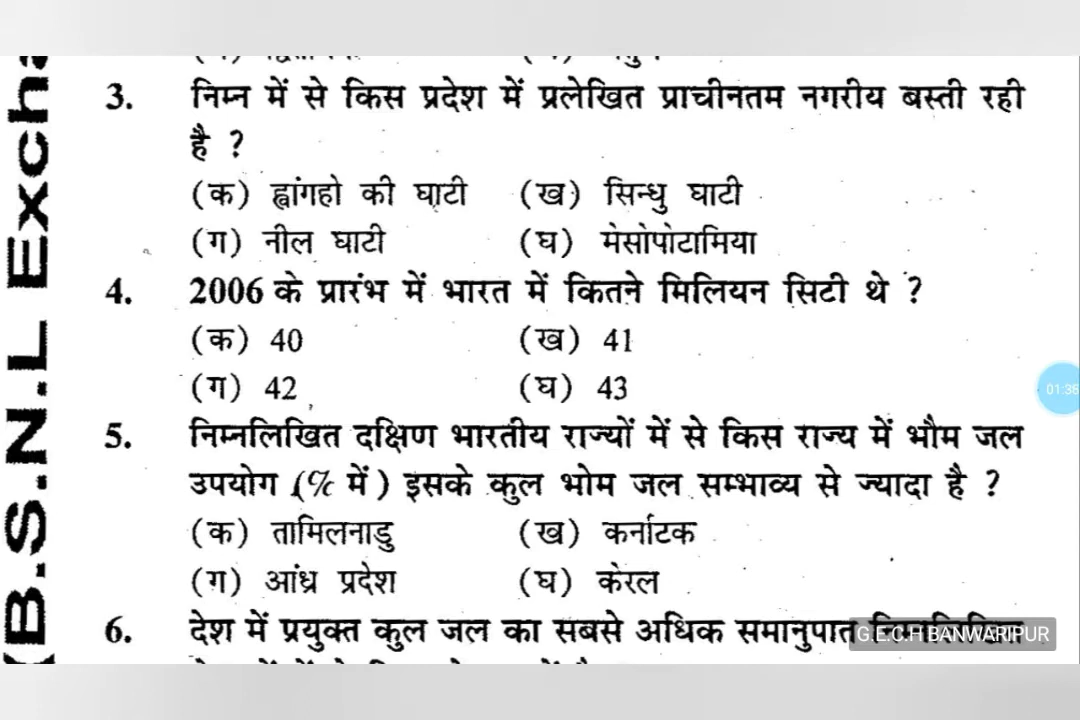 B.S.N.L Excha
3. निम्न में से किस प्रदेश में प्रलेखित प्राचीनतम नगरीय बस्ती रही
है ?
(क) ह्वांगहो की घाटी (ख) सिन्धु घाटी
(ग) नील घाटी (घ) मेसोपोटामिया
4. 2006 के प्रारंभ में भारत में कितने मिलियन सिटी थे ?
(क) 40 (ख) 41
(ग) 42 (घ) 43
01:36
5. निम्नलिखित दक्षिण भारतीय राज्यों में से किस राज्य में भौम जल
उपयोग (% में) इसके कुल भोम जल सम्भाव्य से ज्यादा है ?
(क) तामिलनाडु (ख) कर्नाटक
(ग) आंध्र प्रदेश (घ) केरल
6. देश में प्रयुक्त कुल जल का सबसे अधिक समानुपात
G.E.C.H BANWARIPUR